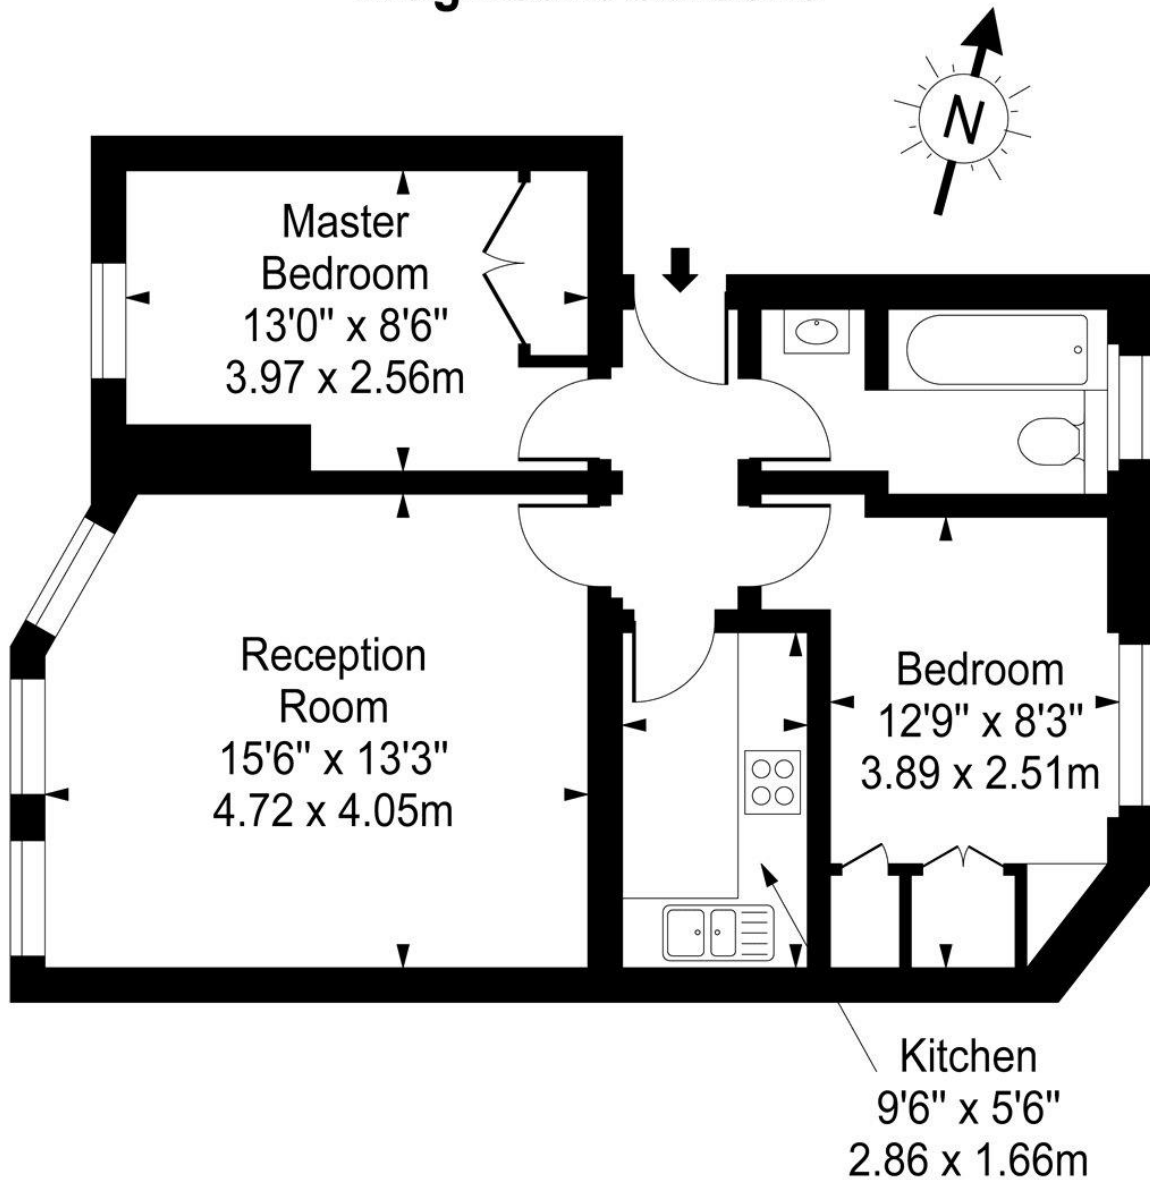 N
Master
Bedroom
13'0" x 8'6"
3.97 x 2.56m
Reception
Room
15'6" x 13'3"
4.72 x 4.05m
Bedroom
12'9" x 8'3"
3.89 x 2.51m
Kitchen
9'6" x 5'6"
2.86 x 1.66m